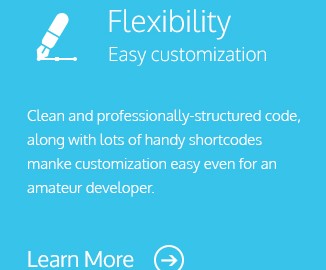 Flexibility
Easy customization
Clean and professionally-structured code,
along with lots of handy shortcodes
manke customization easy even for an
amateur developer.
Learn More